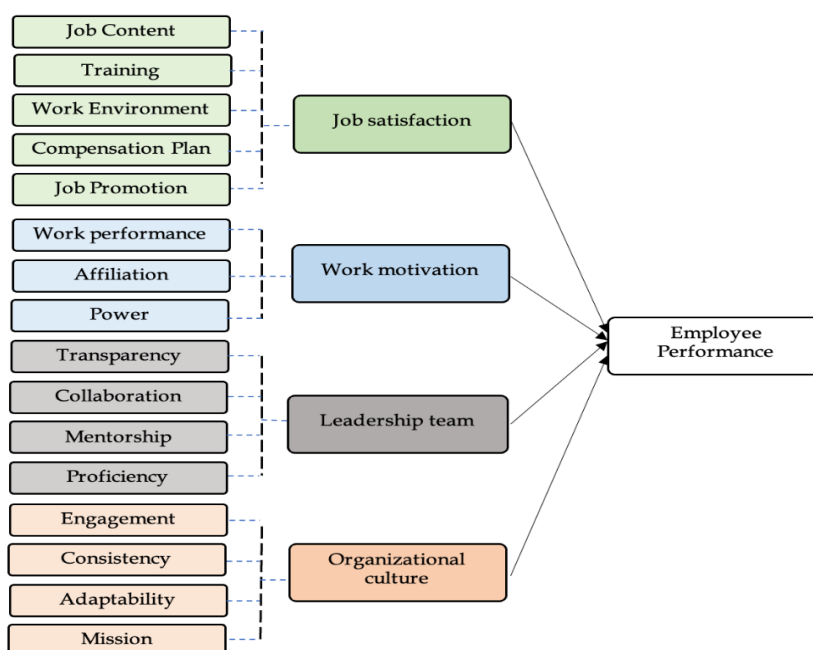 Job Content
Training
Work Environment
Compensation Plan
Job Promotion
Job satisfaction
Work performance
Affiliation
Power
Work motivation
Transparency
Collaboration
Mentorship
Proficiency
Leadership team
Engagement
Consistency
Adaptability
Mission
Organizational
culture
Employee
Performance